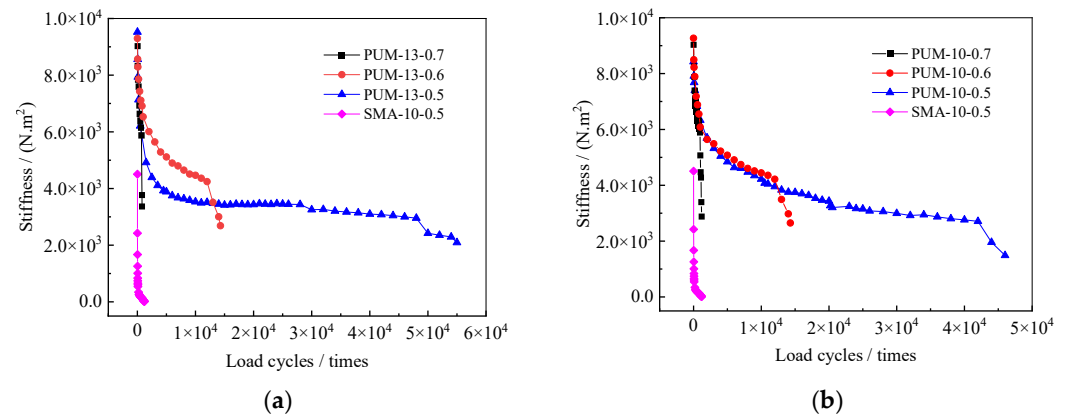 1.0×10⁴
8.0×10³
6.0×10³
4.0×10³
2.0×10³
0.0
Stiffness / (N.m²)
0
1×10⁴
2×10⁴
3×10⁴
4×10⁴
5×10⁴
6×10⁴
Load cycles / times
PUM-13-0.7
PUM-13-0.6
PUM-13-0.5
SMA-10-0.5
(a)
1.0×10⁴
8.0×10³
6.0×10³
4.0×10³
2.0×10³
0.0
Stiffness / (N.m²)
0
1×10⁴
2×10⁴
3×10⁴
4×10⁴
5×10⁴
Load cycles / times
PUM-10-0.7
PUM-10-0.6
PUM-10-0.5
SMA-10-0.5
(b)